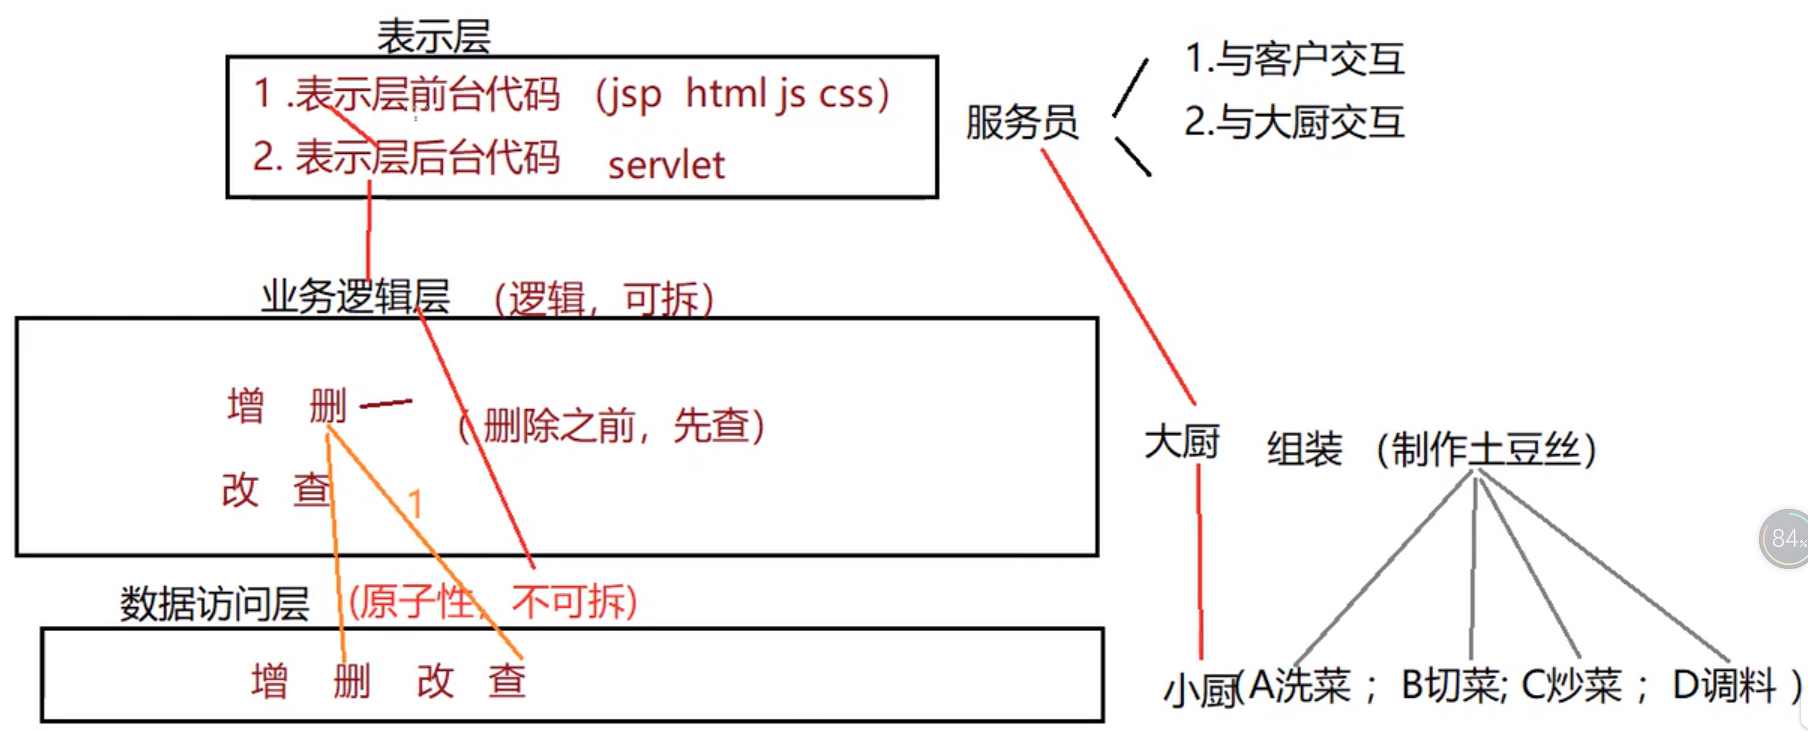 表示层
1 .表示层前台代码 （jsp  html js css）
2. 表示层后台代码   servlet
服务员
1.与客户交互
2.与大厨交互
业务逻辑层 （逻辑，可拆）
增   删
（ 删除之前，先查）
改   查
1
大厨   组装 （制作土豆丝）
84%
数据访问层 （原子性，不可拆）
增   删   改   查
小厨（A洗菜 ； B切菜; C炒菜 ； D调料 ）